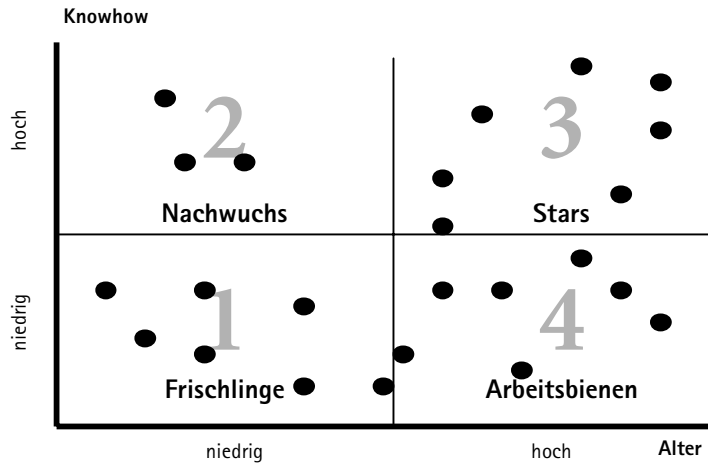 Knowhow
hoch
2
3
Nachwuchs
Stars
niedrig
1
4
Frischlinge
Arbeitsbienen
niedrig
hoch
Alter